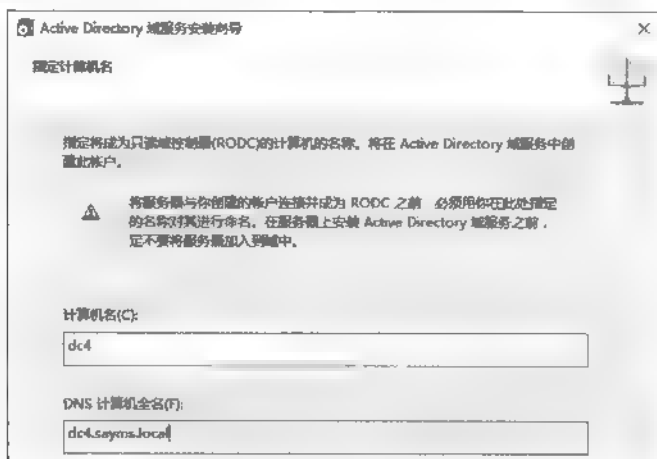 Active Directory 域服务安装向导
指定计算机名
指定将成为只读域控制器(RODC)的计算机的名称。将在 Active Directory 域服务中创
建此帐户。
将服务器与你创建的帐户连接并成为 RODC 之前，必须用你在此处指定
的名称对其进行命名。在服务器上安装 Active Directory 域服务之前，
定不要将服务器加入到域中。
计算机名(C):
dc4
DNS 计算机全名(F):
dc4.sayms.local